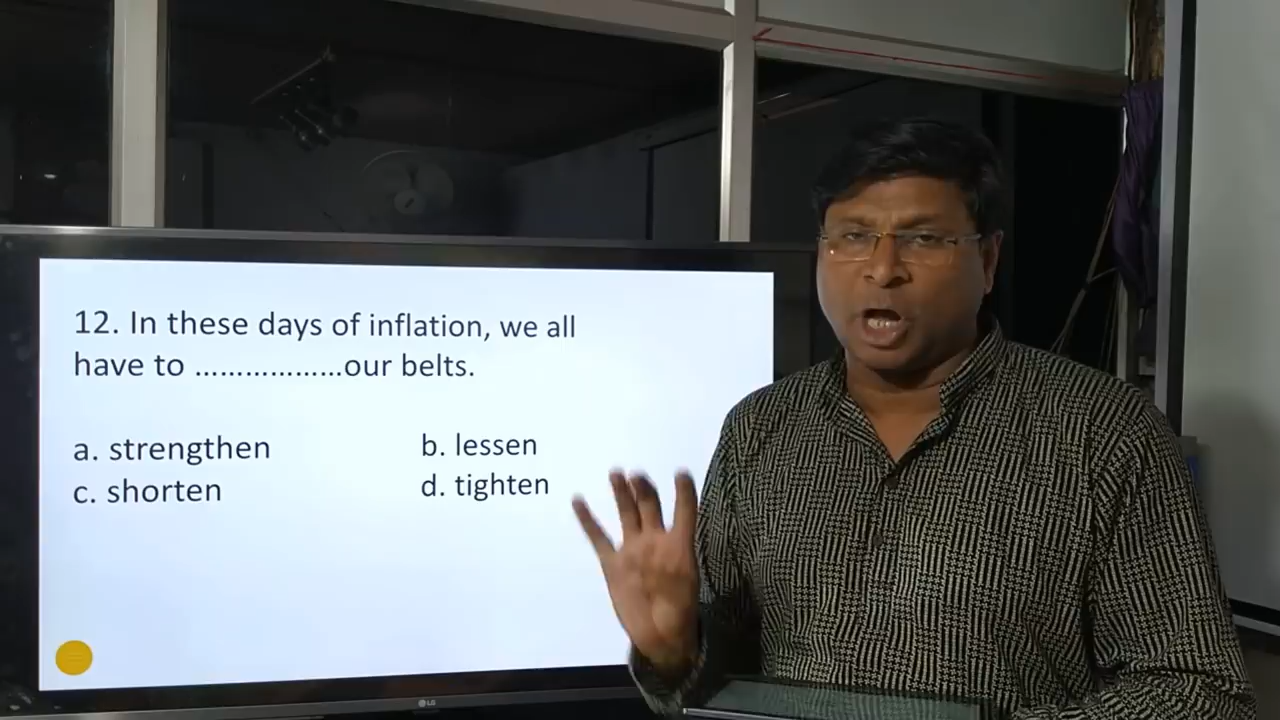 12. In these days of inflation, we all
have to ..................our belts.
a. strengthen
b. lessen
c. shorten
d. tighten
LG